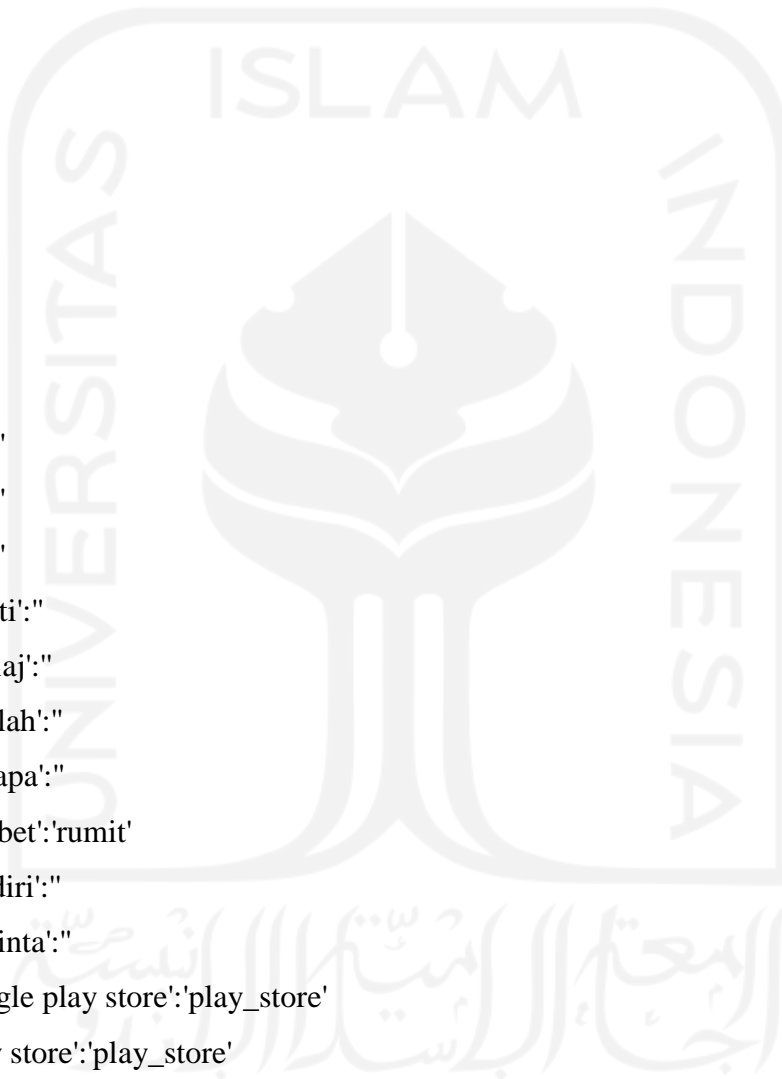 ISLAM
UNIVERSITAS
INDONESIA
'
'
'
ti':''
aj':''
lah':''
apa':''
bet':'rumit'
diri':''
inta':''
gle play store':'play_store'
y store':'play_store'